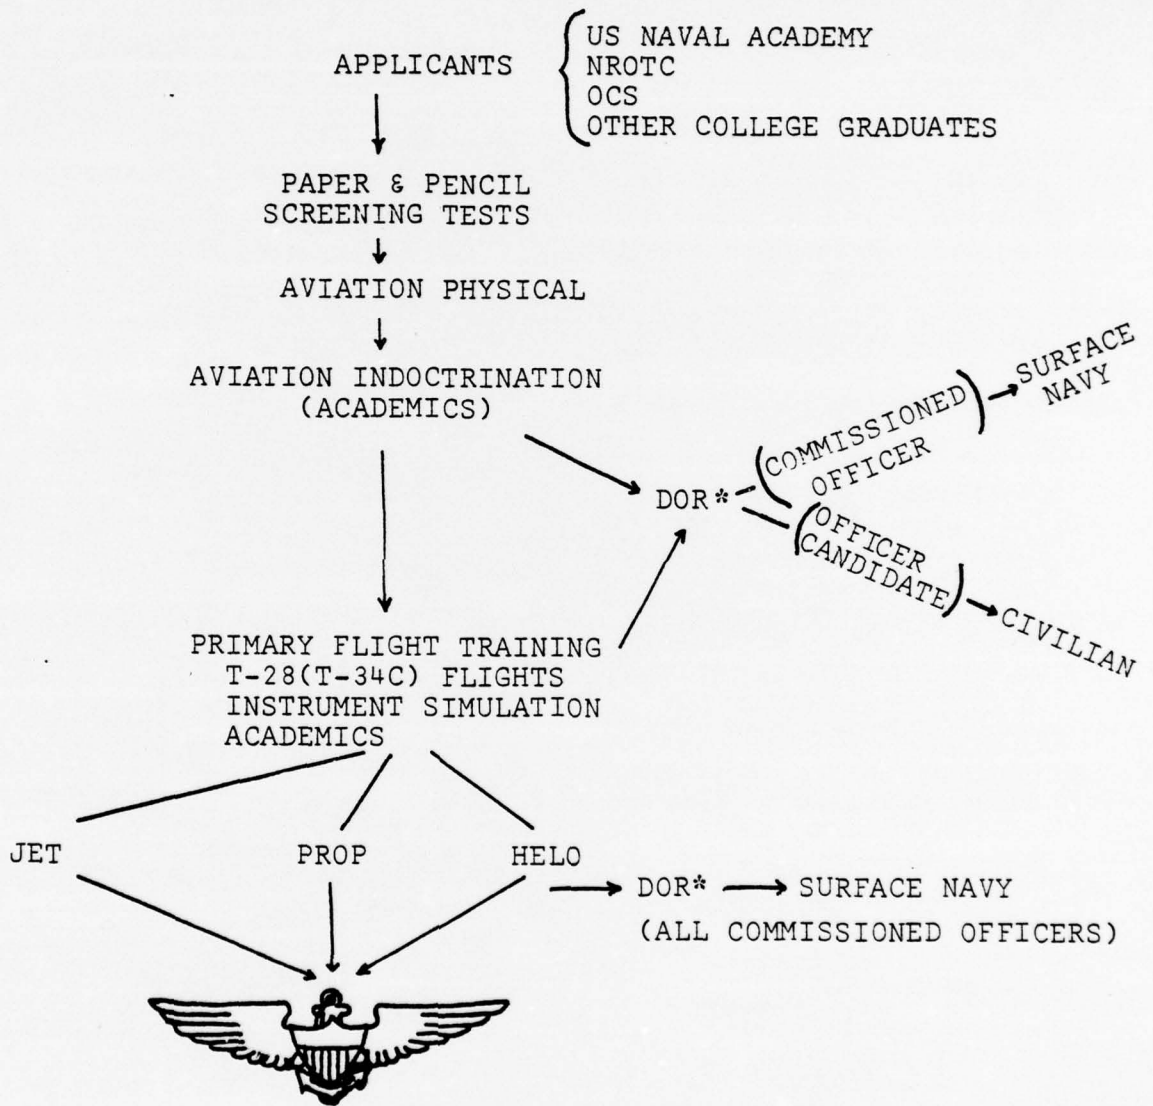 APPLICANTS
US NAVAL ACADEMY
NROTC
OCS
OTHER COLLEGE GRADUATES
PAPER & PENCIL
SCREENING TESTS
AVIATION PHYSICAL
AVIATION INDOCTRINATION
(ACADEMICS)
DOR*
(COMMISSIONED
OFFICER)
SURFACE
NAVY
(OFFICER
CANDIDATE)
CIVILIAN
PRIMARY FLIGHT TRAINING
T-28(T-34C) FLIGHTS
INSTRUMENT SIMULATION
ACADEMICS
JET
PROP
HELO
DOR*
SURFACE NAVY
(ALL COMMISSIONED OFFICERS)